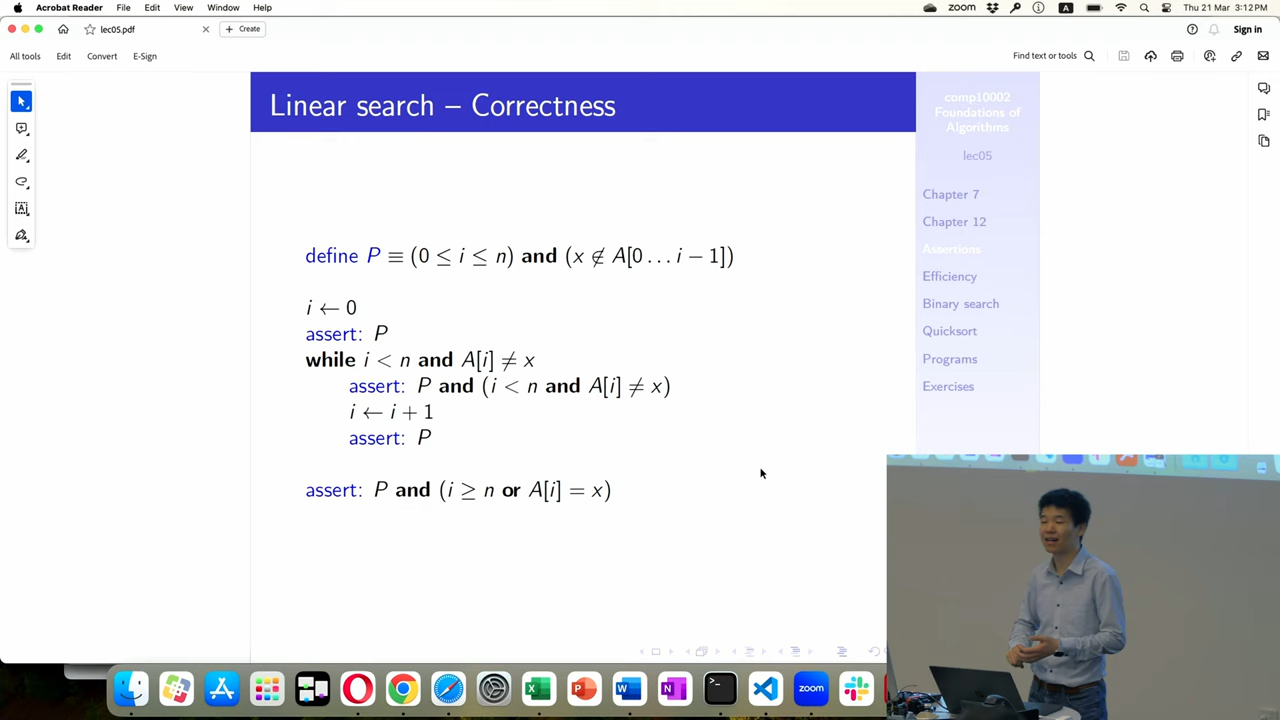 Acrobat Reader File Edit View Window Help zoom A Thu 21 Mar 3:12 PM
lec05.pdf + Create Sign in
All tools Edit Convert E-Sign Find text or tools
Linear search – Correctness
comp10002
Foundations of
Algorithms
lec05
Chapter 7
Chapter 12
Assertions
Efficiency
Binary search
Quicksort
Programs
Exercises
define P ≡ (0 ≤ i ≤ n) and (x ∉ A[0 … i − 1])
i ← 0
assert: P
while i < n and A[i] ≠ x
assert: P and (i < n and A[i] ≠ x)
i ← i + 1
assert: P
assert: P and (i ≥ n or A[i] = x)
zoom